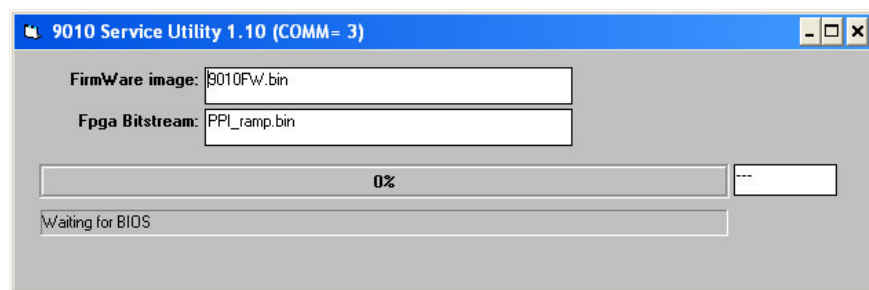 9010 Service Utility 1.10 (COMM= 3)
FirmWare image: 9010FW.bin
Fpga Bitstream: PPI_ramp.bin
0%
---
Waiting for BIOS